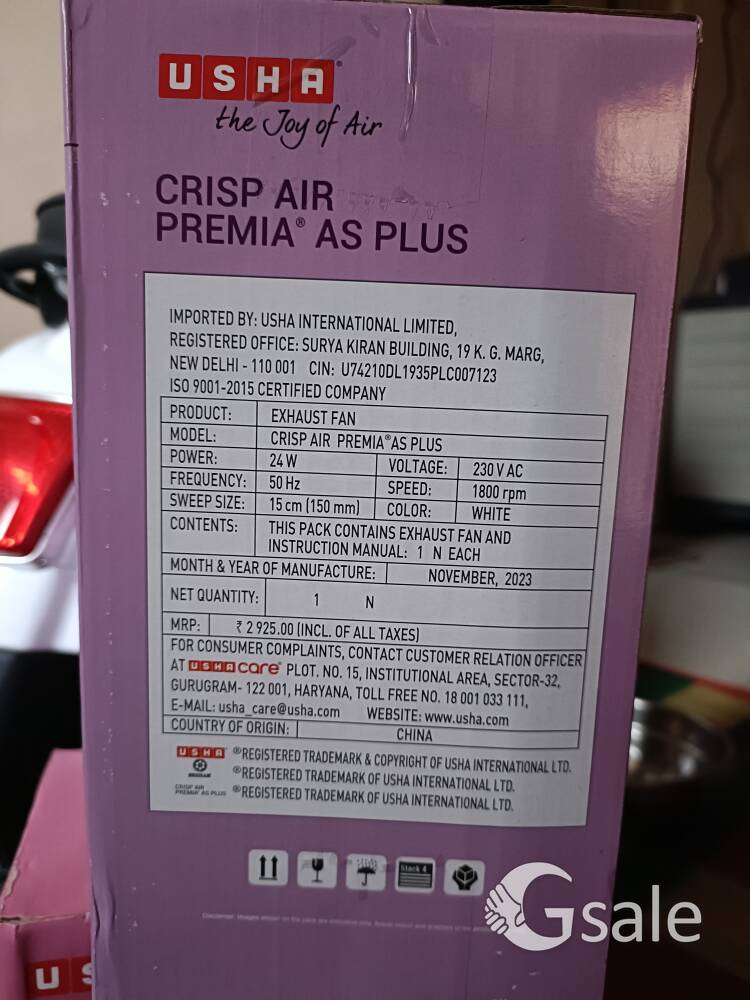 USHA
the Joy of Air
CRISP AIR
PREMIA® AS PLUS
IMPORTED BY: USHA INTERNATIONAL LIMITED,
REGISTERED OFFICE: SURYA KIRAN BUILDING, 19 K. G. MARG,
NEW DELHI - 110 001 CIN: U74210DL1935PLC007123
ISO 9001-2015 CERTIFIED COMPANY
PRODUCT: EXHAUST FAN
MODEL: CRISP AIR PREMIA® AS PLUS
POWER: 24 W VOLTAGE: 230 V AC
FREQUENCY: 50 Hz SPEED: 1800 rpm
SWEEP SIZE: 15 cm (150 mm) COLOR: WHITE
CONTENTS: THIS PACK CONTAINS EXHAUST FAN AND
INSTRUCTION MANUAL: 1 N EACH
MONTH & YEAR OF MANUFACTURE: NOVEMBER, 2023
NET QUANTITY: 1 N
MRP: ₹ 2 925.00 (INCL. OF ALL TAXES)
FOR CONSUMER COMPLAINTS, CONTACT CUSTOMER RELATION OFFICER
AT USHA care® PLOT. NO. 15, INSTITUTIONAL AREA, SECTOR-32,
GURUGRAM- 122 001, HARYANA, TOLL FREE NO. 18 001 033 111,
E-MAIL: usha_care@usha.com WEBSITE: www.usha.com
COUNTRY OF ORIGIN: CHINA
USHA ®REGISTERED TRADEMARK & COPYRIGHT OF USHA INTERNATIONAL LTD.
®REGISTERED TRADEMARK OF USHA INTERNATIONAL LTD.
CRISP AIR
PREMIA® AS PLUS ®REGISTERED TRADEMARK OF USHA INTERNATIONAL LTD.
Stack 4
Gsale
US